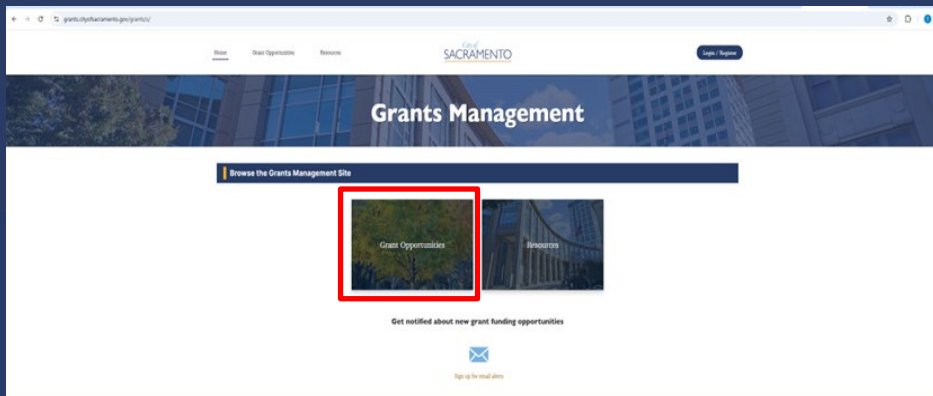 grants.cityofsacramento.gov/grants/s/
Home Grant Opportunities Resources City of SACRAMENTO Login / Register
Grants Management
Browse the Grants Management Site
Grant Opportunities Resources
Get notified about new grant funding opportunities
Sign up for email alerts